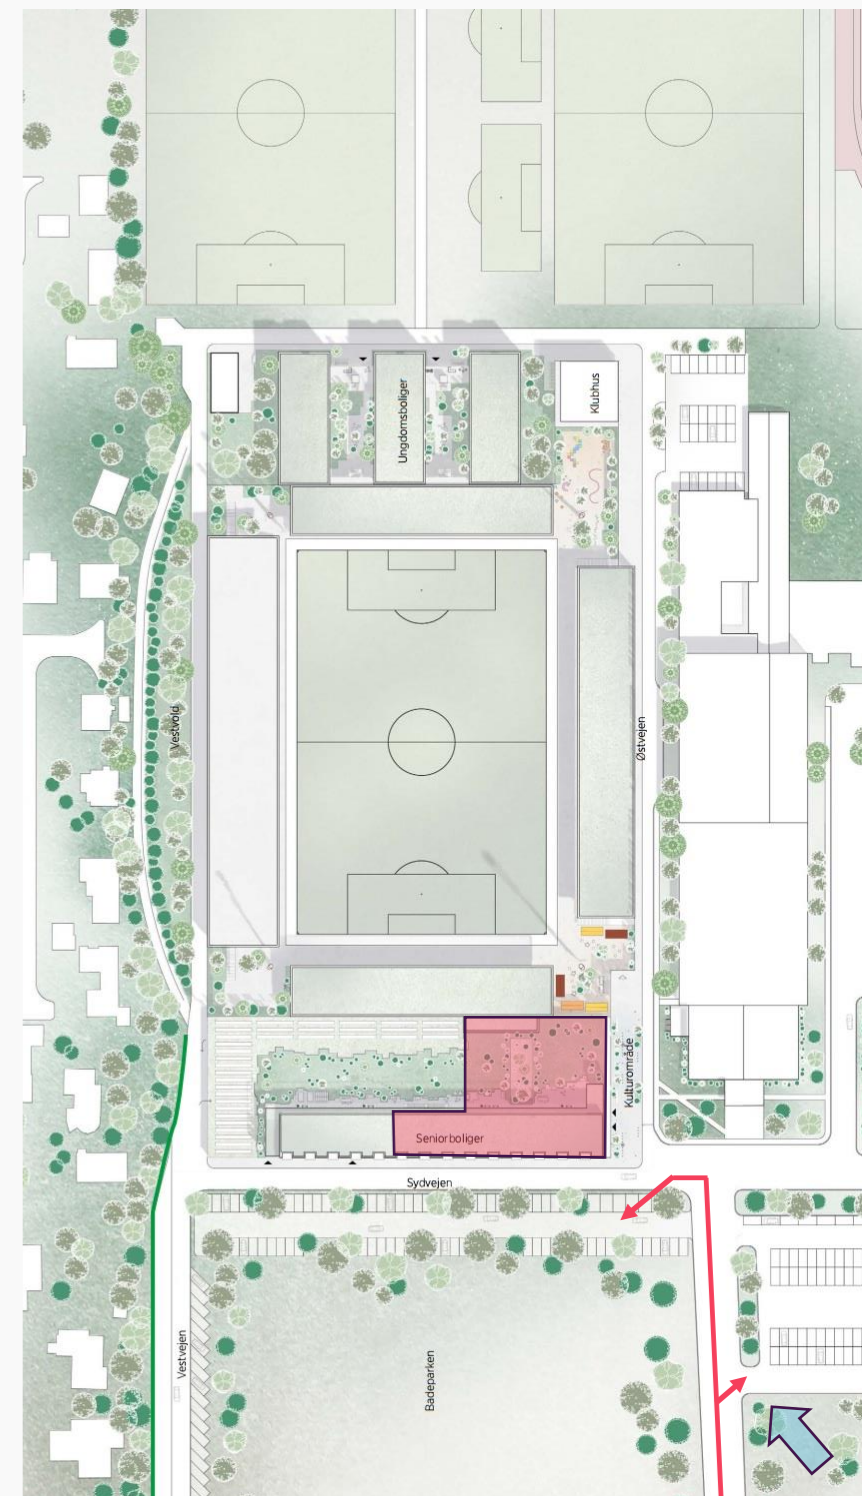 Ungdomsboliger
Klubhus
Vestvold
Østvejen
Kulturområde
Seniorboliger
Sydvejen
Vestvejen
Badeparken